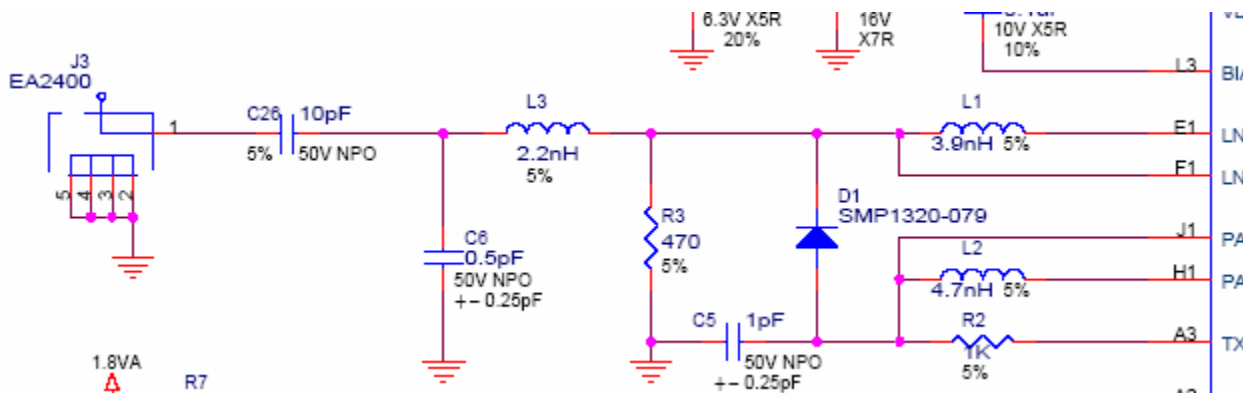 6.3V X5R
20%
16V
X7R
10V X5R
10%
J3
EA2400
1
5
4
3
2
C26
10pF
5%
50V NPO
L3
2.2nH
5%
C6
0.5pF
50V NPO
+- 0.25pF
R3
470
5%
C5
1pF
50V NPO
+- 0.25pF
D1
SMP1320-079
L1
3.9nH 5%
L2
4.7nH 5%
R2
1K
5%
L3
BIA
E1
LN
F1
LN
J1
PA
H1
PA
A3
TX
1.8VA
R7